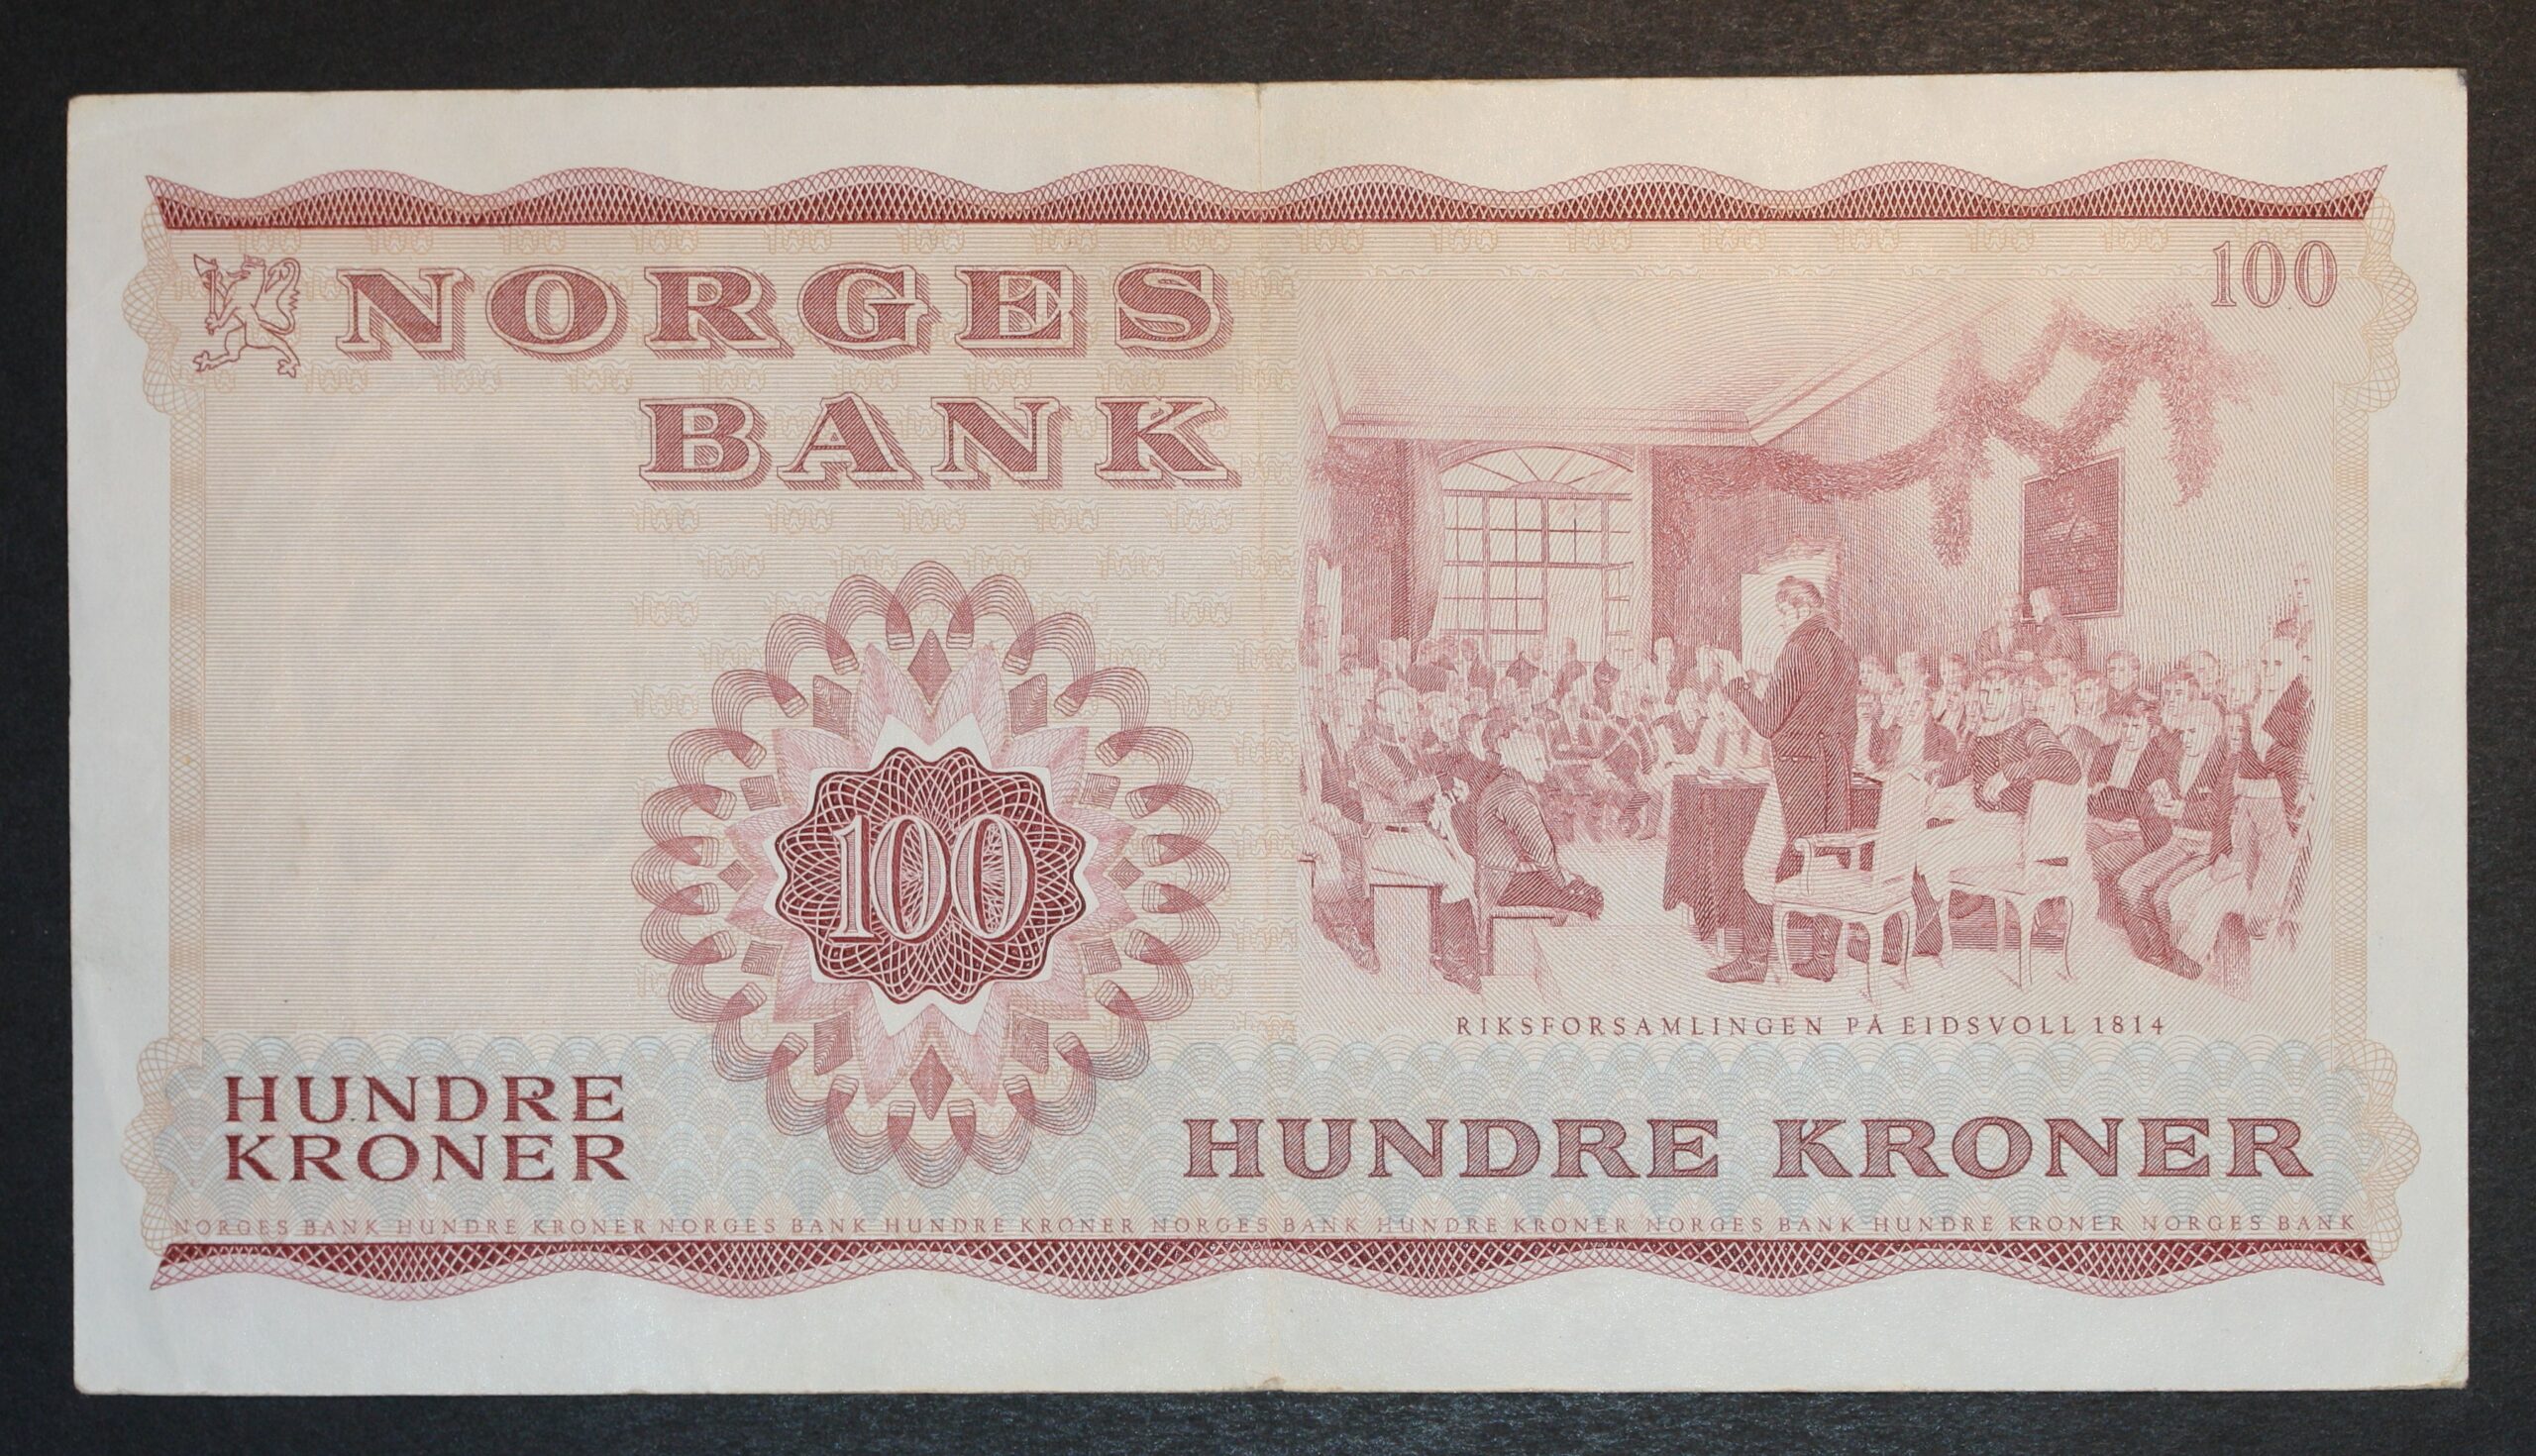 NORGES
BANK
100
100
RIKSFORSAMLINGEN PÅ EIDSVOLL 1814
HUNDRE
KRONER
HUNDRE KRONER
NORGES BANK HUNDRE KRONER NORGES BANK HUNDRE KRONER NORGES BANK HUNDRE KRONER NORGES BANK HUNDRE KRONER NORGES BANK